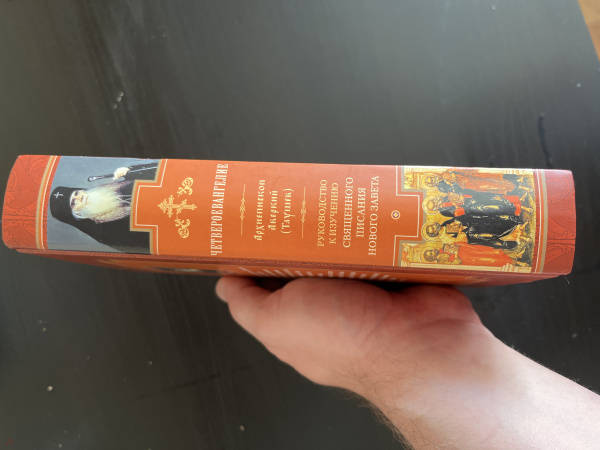 ЧЕТВЕРОЕВАНГЕЛИЕ
Архиепископ
Аверкий
(Таушев)
РУКОВОДСТВО
К ИЗУЧЕНИЮ
СВЯЩЕННОГО
ПИСАНИЯ
НОВОГО ЗАВЕТА